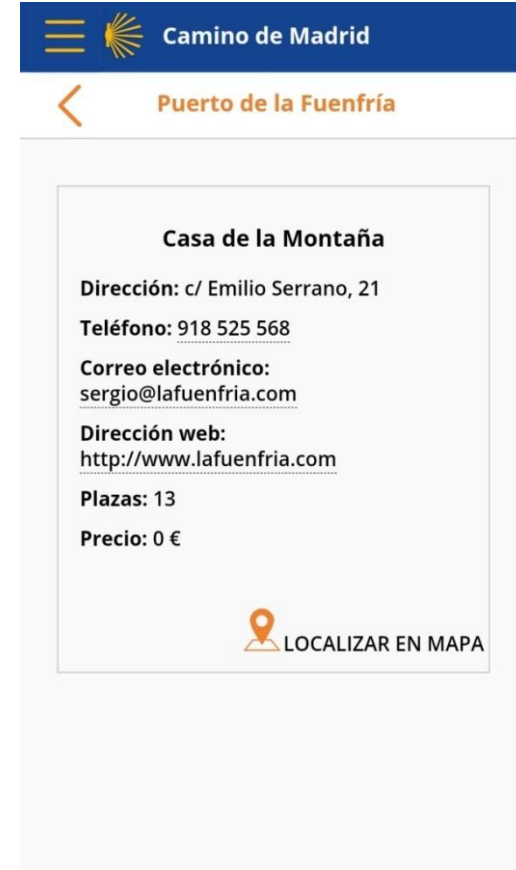 Camino de Madrid
Puerto de la Fuenfría
Casa de la Montaña
Dirección: c/ Emilio Serrano, 21
Teléfono: 918 525 568
Correo electrónico:
sergio@lafuenfria.com
Dirección web:
http://www.lafuenfria.com
Plazas: 13
Precio: 0 €
LOCALIZAR EN MAPA